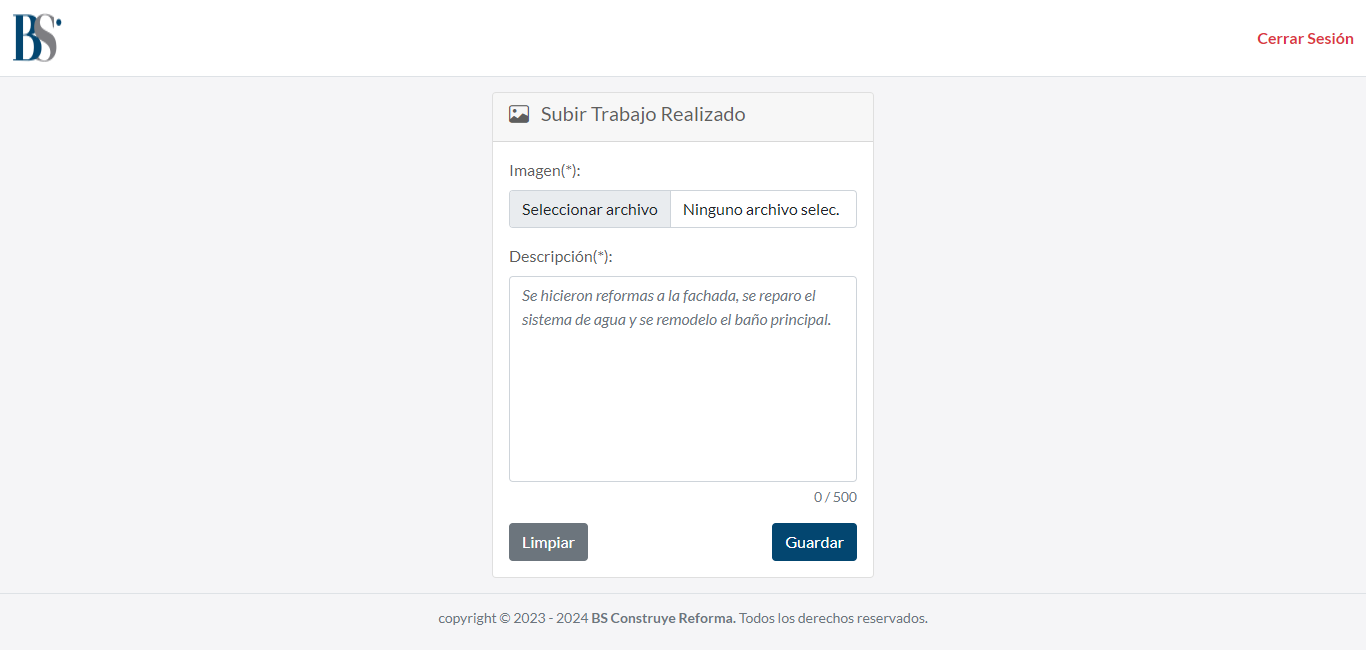 BS
Cerrar Sesión
Subir Trabajo Realizado
Imagen(*):
Seleccionar archivo Ninguno archivo selec.
Descripción(*):
Se hicieron reformas a la fachada, se reparo el
sistema de agua y se remodelo el baño principal.
0 / 500
Limpiar Guardar
copyright © 2023 - 2024 BS Construye Reforma. Todos los derechos reservados.